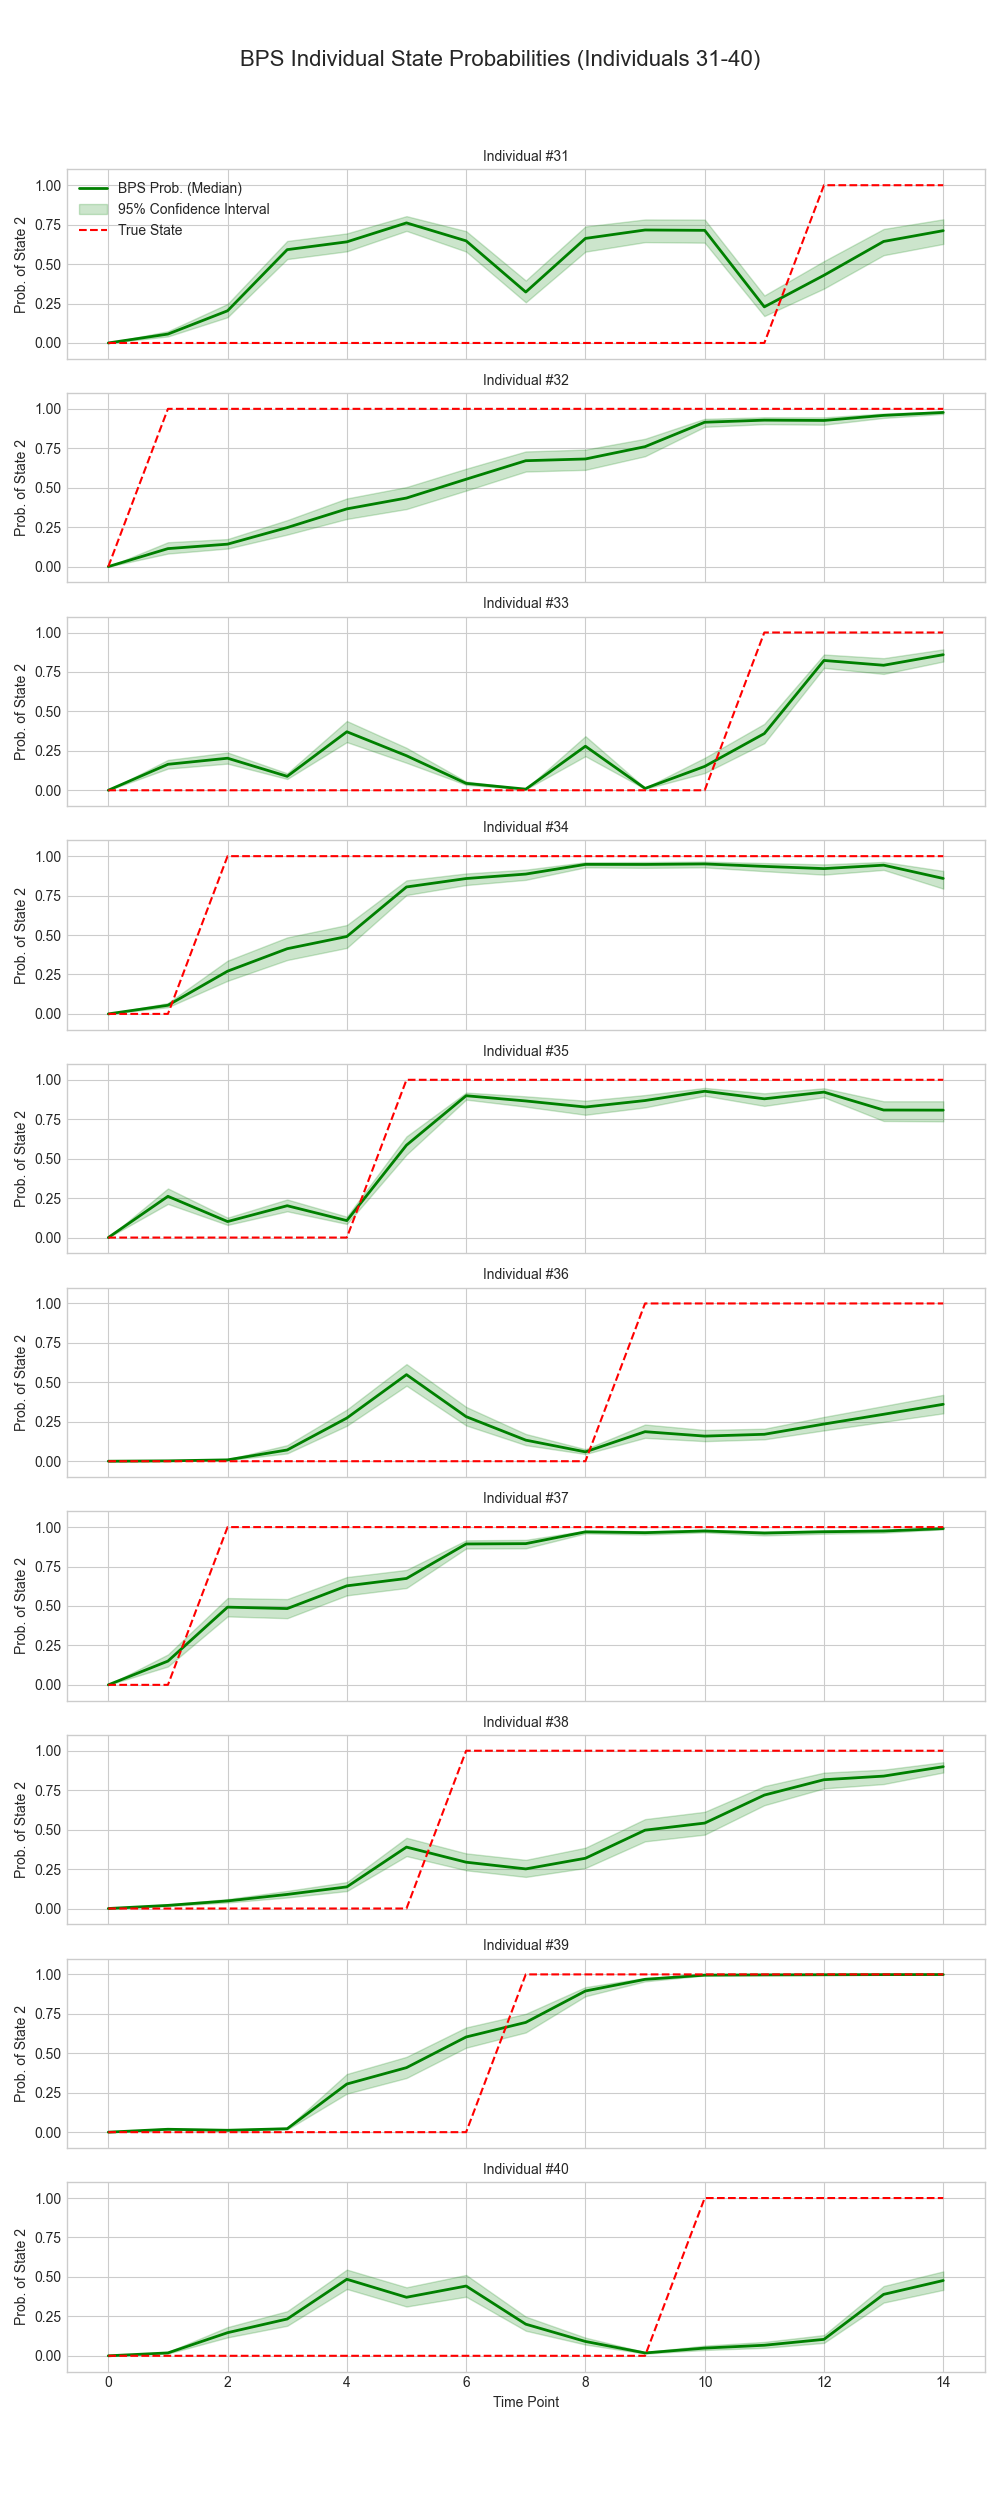 BPS Individual State Probabilities (Individuals 31-40)
Individual #31
BPS Prob. (Median)
95% Confidence Interval
True State
Prob. of State 2
1.00
0.75
0.50
0.25
0.00
Individual #32
Prob. of State 2
1.00
0.75
0.50
0.25
0.00
Individual #33
Prob. of State 2
1.00
0.75
0.50
0.25
0.00
Individual #34
Prob. of State 2
1.00
0.75
0.50
0.25
0.00
Individual #35
Prob. of State 2
1.00
0.75
0.50
0.25
0.00
Individual #36
Prob. of State 2
1.00
0.75
0.50
0.25
0.00
Individual #37
Prob. of State 2
1.00
0.75
0.50
0.25
0.00
Individual #38
Prob. of State 2
1.00
0.75
0.50
0.25
0.00
Individual #39
Prob. of State 2
1.00
0.75
0.50
0.25
0.00
Individual #40
Prob. of State 2
1.00
0.75
0.50
0.25
0.00
0 2 4 6 8 10 12 14
Time Point